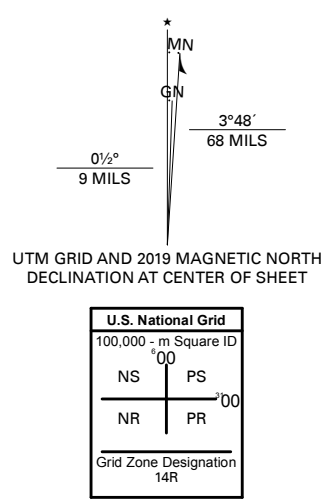 ★
MN
GN
3°48´
68 MILS
0½°
9 MILS
UTM GRID AND 2019 MAGNETIC NORTH
DECLINATION AT CENTER OF SHEET
U.S. National Grid
100,000 - m Square ID
⁶00
NS PS
³¹00
NR PR
Grid Zone Designation
14R